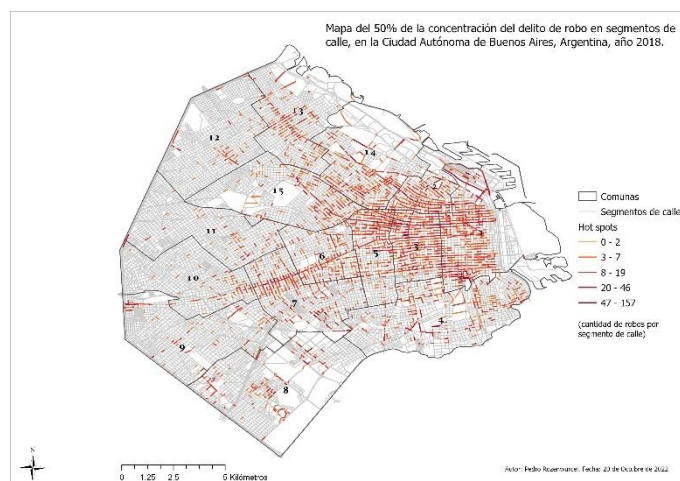 Mapa del 50% de la concentración del delito de robo en segmentos de
calle, en la Ciudad Autónoma de Buenos Aires, Argentina, año 2018.
13
12
14
15
2
11
6
5
3
1
10
7
4
9
8
Comunas
Segmentos de calle
Hot spots
0 - 2
3 - 7
8 - 19
20 - 46
47 - 157
(cantidad de robos por
segmento de calle)
N
0 1.25 2.5 5 Kilómetros
Autor: Pedro Rozenwurcel. Fecha: 20 de Octubre de 2022